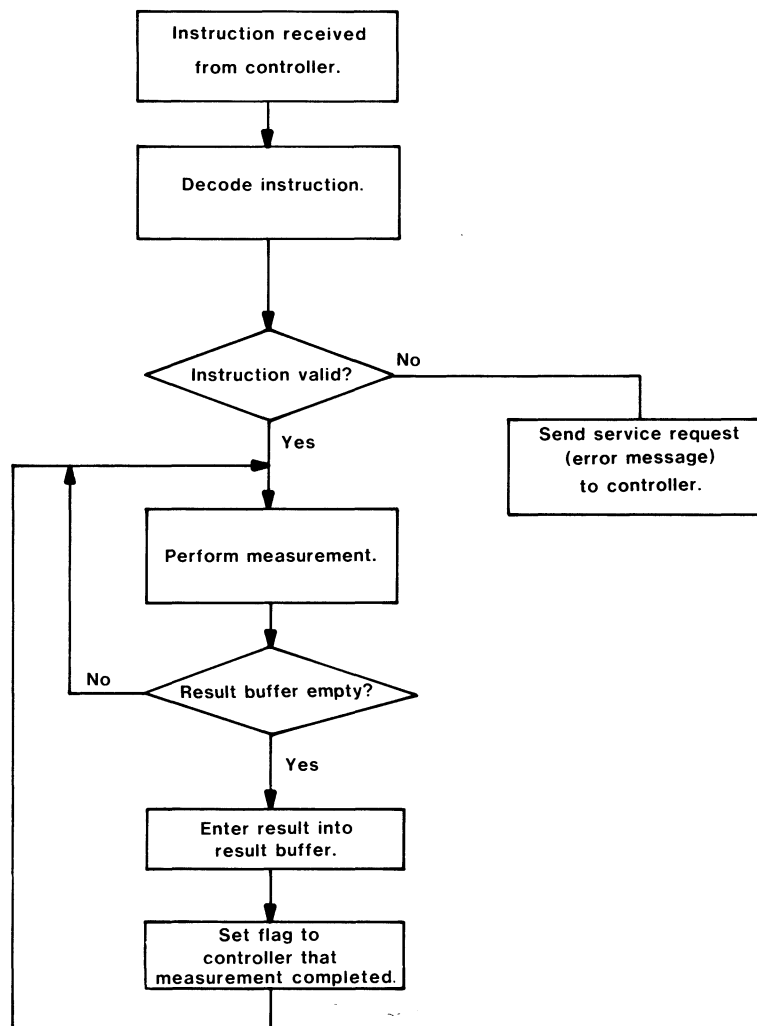 Instruction received
from controller.
Decode instruction.
Instruction valid?
No
Yes
Send service request
(error message)
to controller.
Perform measurement.
No
Result buffer empty?
Yes
Enter result into
result buffer.
Set flag to
controller that
measurement completed.